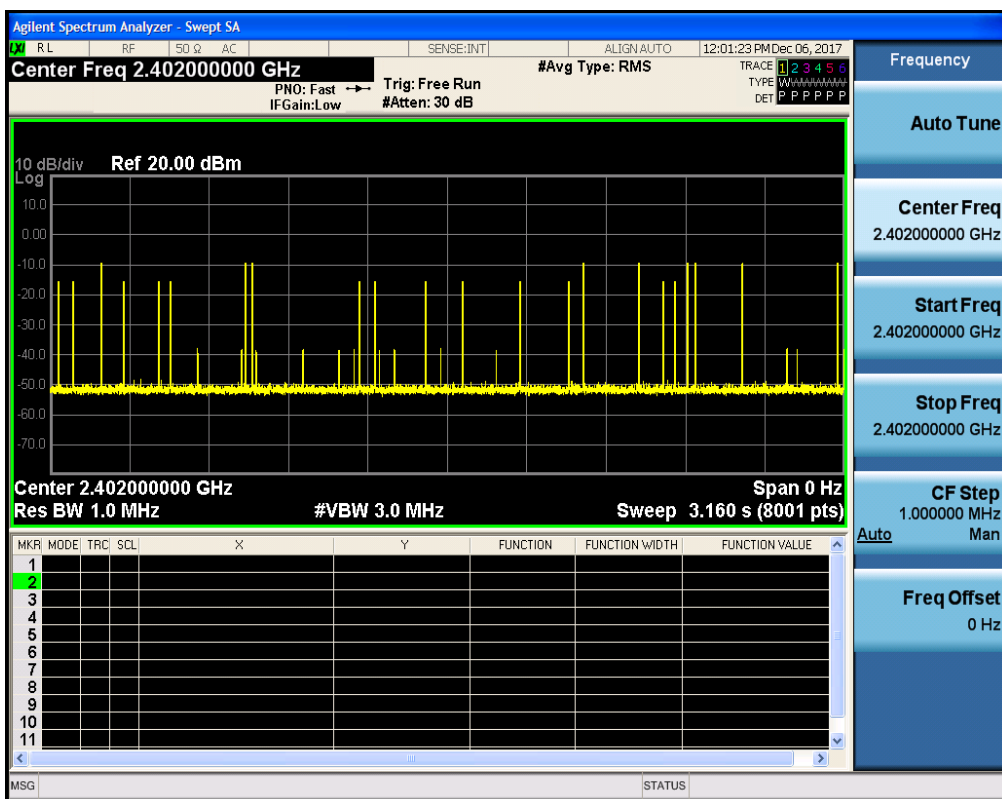 Agilent Spectrum Analyzer - Swept SA
LXI RL RF 50 Ω AC SENSE:INT ALIGN AUTO 12:01:23 PM Dec 06, 2017
Center Freq 2.402000000 GHz
PNO: Fast
IFGain:Low
Trig: Free Run
#Atten: 30 dB
#Avg Type: RMS
TRACE 1 2 3 4 5 6
TYPE W
DET P P P P P P
10 dB/div Ref 20.00 dBm
Log
10.0
0.00
-10.0
-20.0
-30.0
-40.0
-50.0
-60.0
-70.0
Center 2.402000000 GHz Span 0 Hz
Res BW 1.0 MHz #VBW 3.0 MHz Sweep 3.160 s (8001 pts)
MKR MODE TRC SCL X Y FUNCTION FUNCTION WIDTH FUNCTION VALUE
1
2
3
4
5
6
7
8
9
10
11
MSG STATUS
Frequency
Auto Tune
Center Freq
2.402000000 GHz
Start Freq
2.402000000 GHz
Stop Freq
2.402000000 GHz
CF Step
1.000000 MHz
Auto Man
Freq Offset
0 Hz